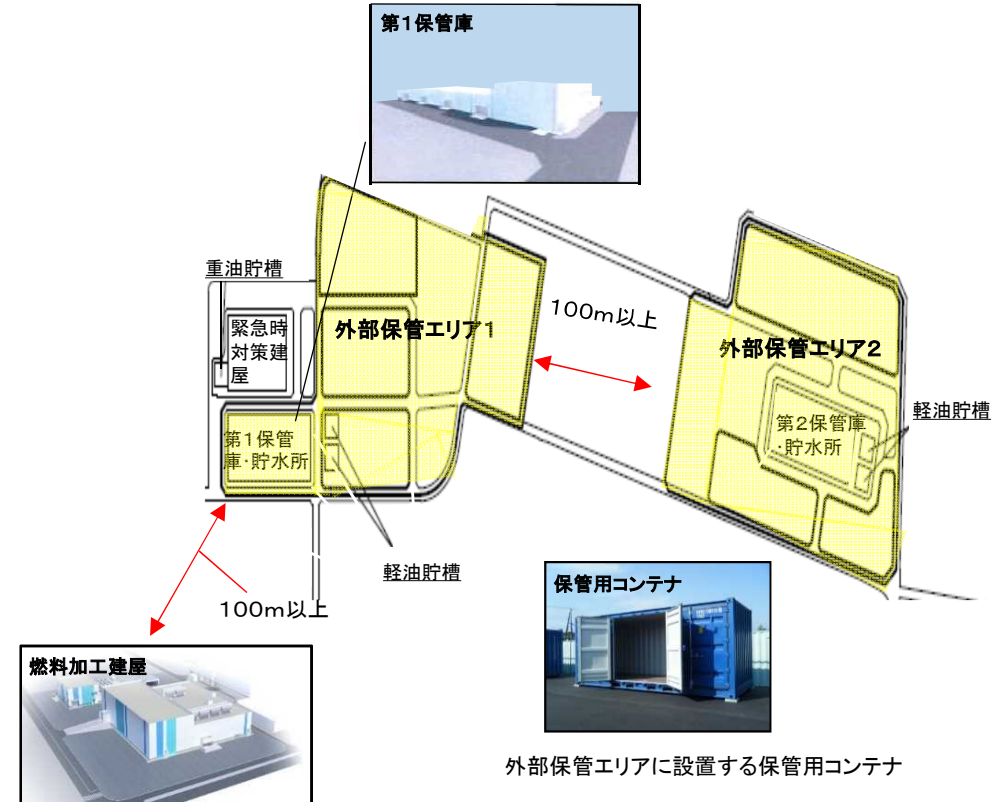 第1保管庫
重油貯槽
緊急時
対策建
屋
外部保管エリア1
100m以上
外部保管エリア2
第1保管
庫・貯水所
第2保管庫
・貯水所
軽油貯槽
軽油貯槽
100m以上
保管用コンテナ
燃料加工建屋
外部保管エリアに設置する保管用コンテナ